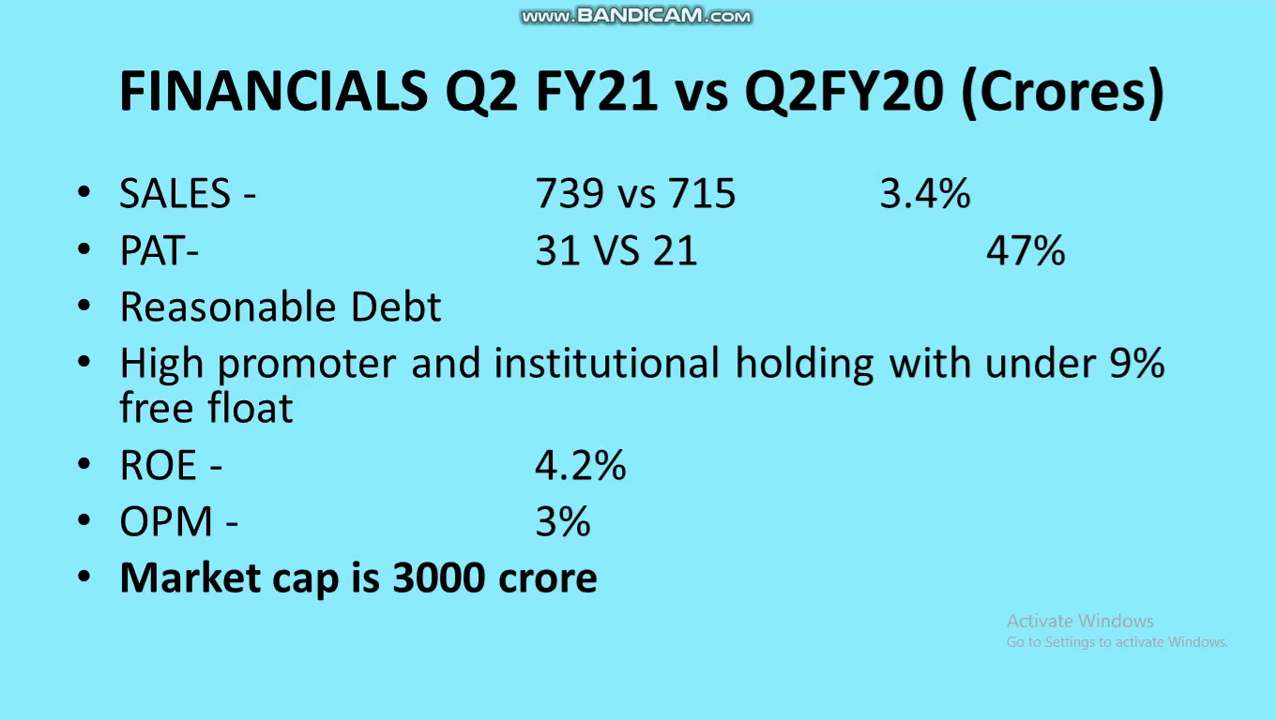 www.BANDICAM.com
FINANCIALS Q2 FY21 vs Q2FY20 (Crores)
• SALES - 739 vs 715 3.4%
• PAT- 31 VS 21 47%
• Reasonable Debt
• High promoter and institutional holding with under 9%
free float
• ROE - 4.2%
• OPM - 3%
• Market cap is 3000 crore
Activate Windows
Go to Settings to activate Windows.